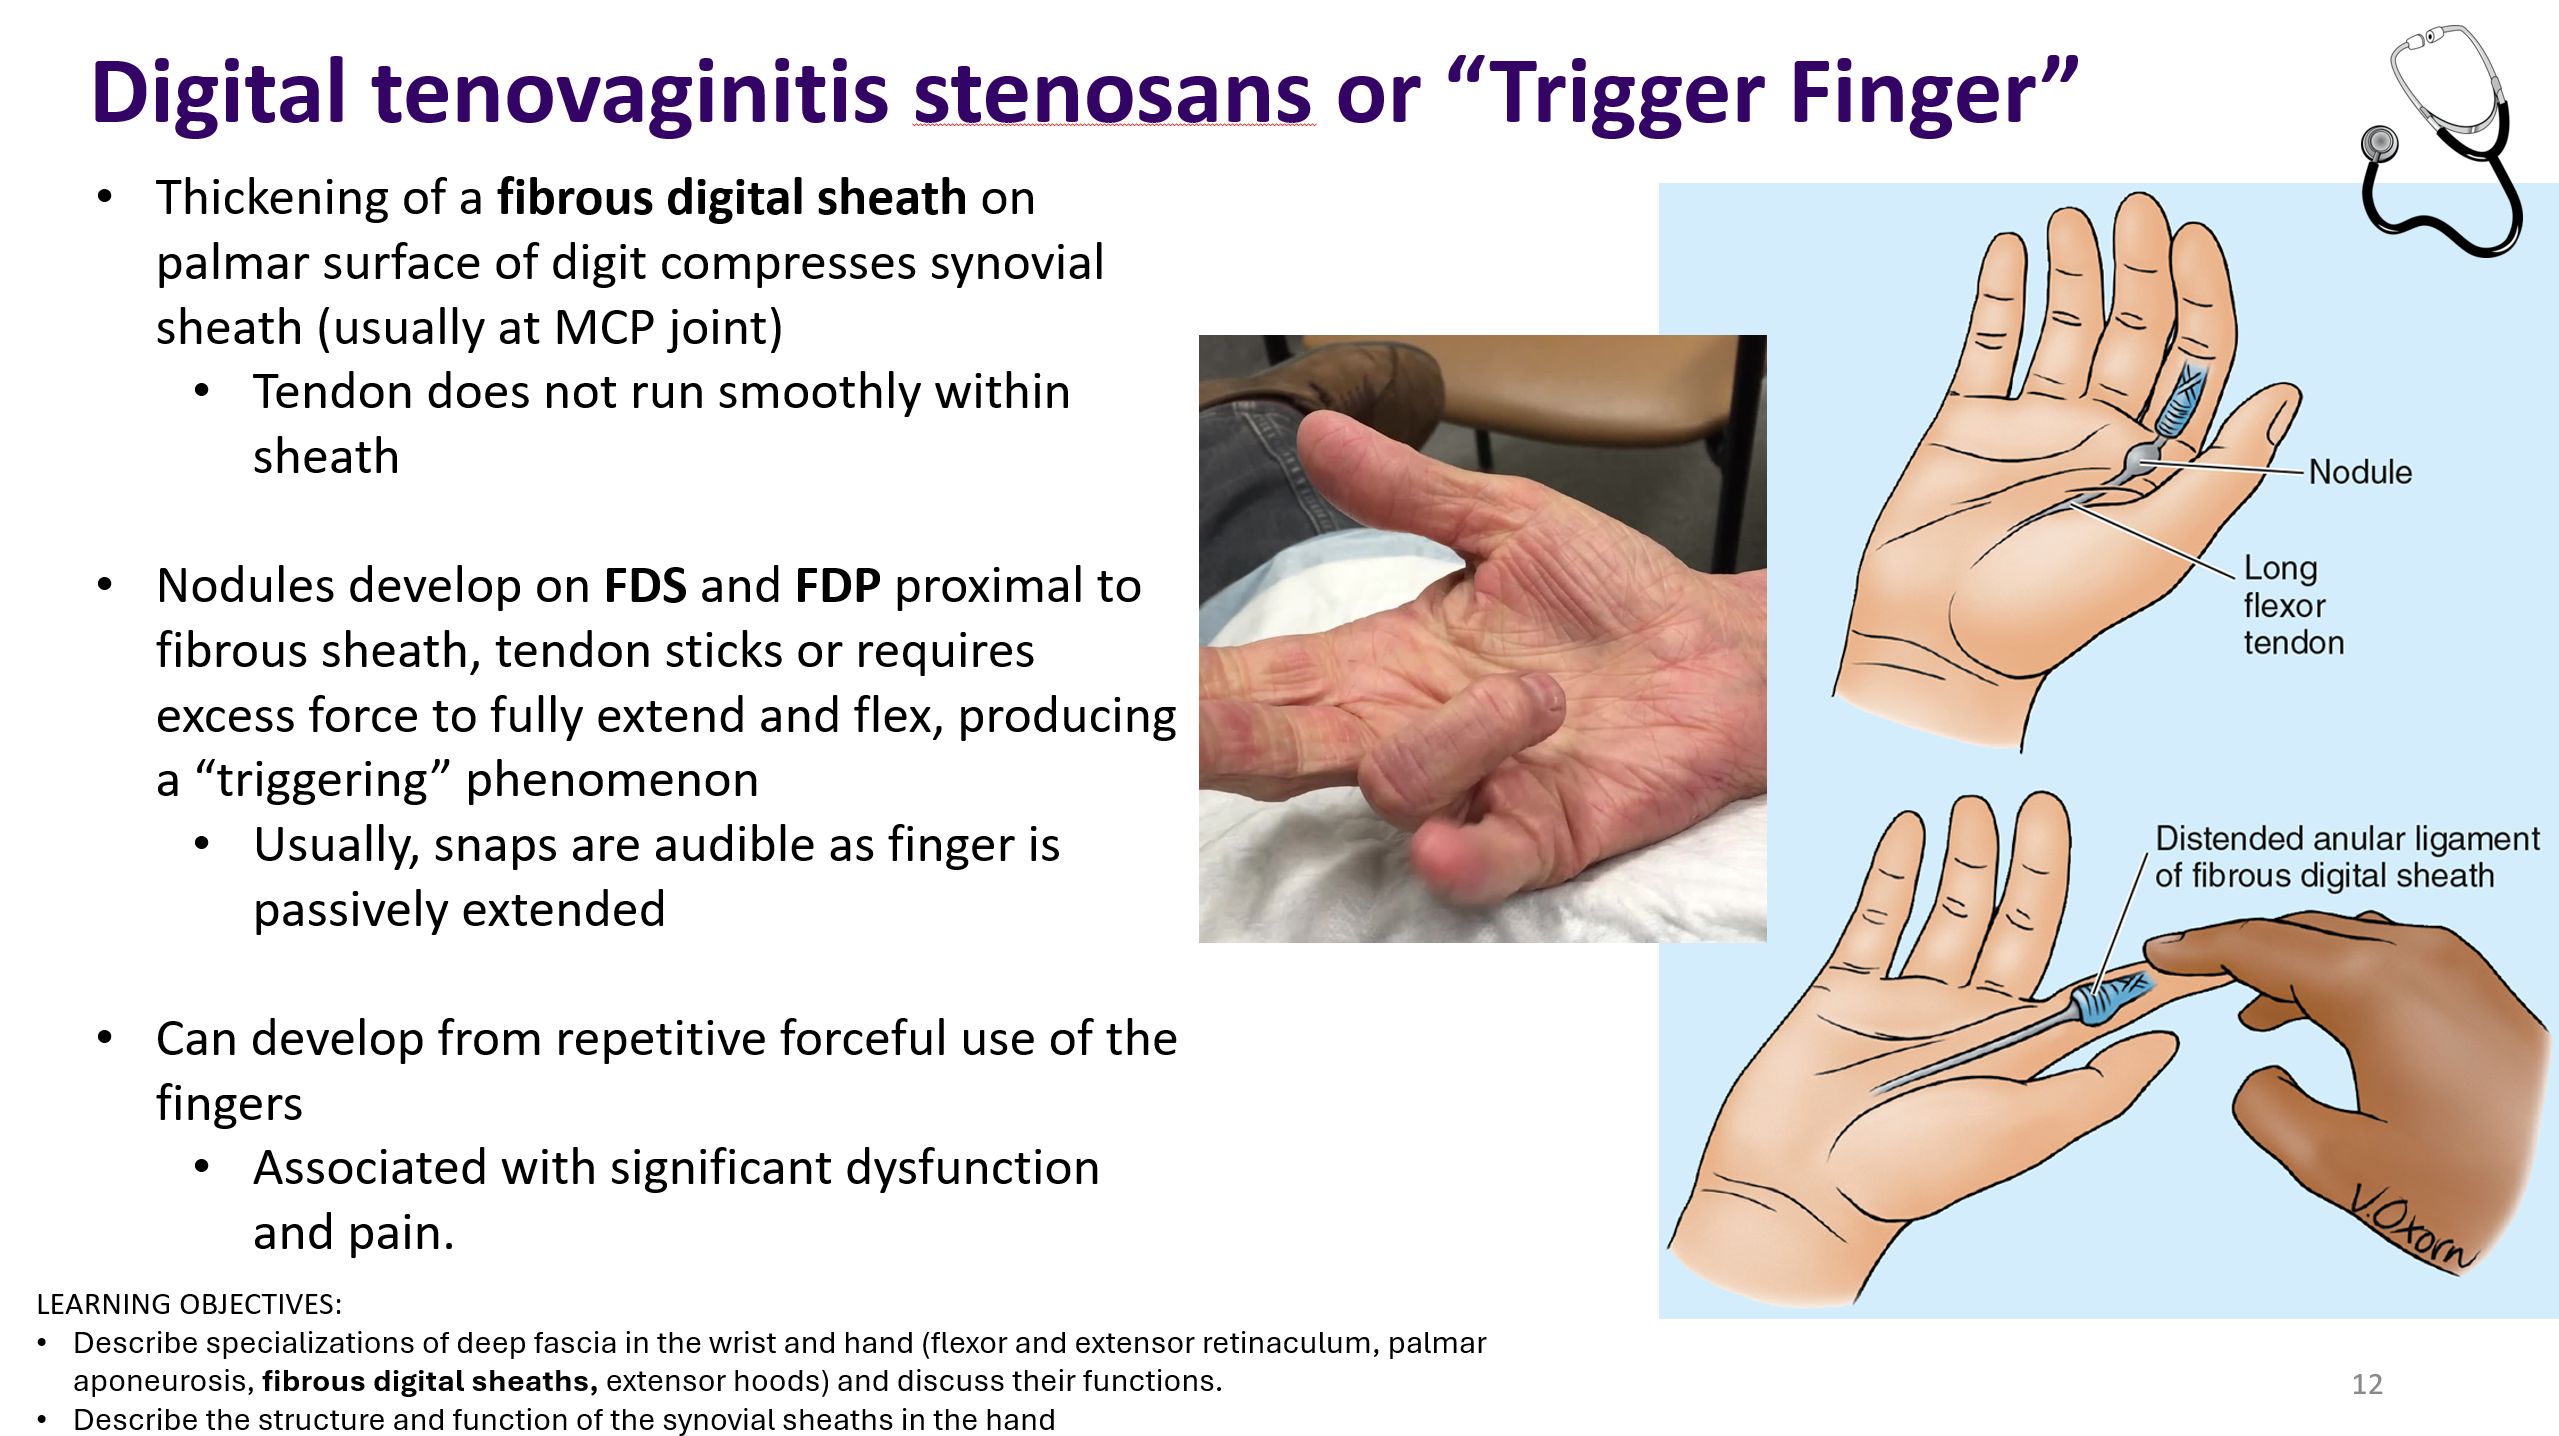 Digital tenovaginitis stenosans or “Trigger Finger”
• Thickening of a fibrous digital sheath on
palmar surface of digit compresses synovial
sheath (usually at MCP joint)
• Tendon does not run smoothly within
sheath
• Nodules develop on FDS and FDP proximal to
fibrous sheath, tendon sticks or requires
excess force to fully extend and flex, producing
a “triggering” phenomenon
• Usually, snaps are audible as finger is
passively extended
• Can develop from repetitive forceful use of the
fingers
• Associated with significant dysfunction
and pain.
Nodule
Long
flexor
tendon
Distended anular ligament
of fibrous digital sheath
V.Oxorn
LEARNING OBJECTIVES:
• Describe specializations of deep fascia in the wrist and hand (flexor and extensor retinaculum, palmar
aponeurosis, fibrous digital sheaths, extensor hoods) and discuss their functions.
• Describe the structure and function of the synovial sheaths in the hand
12